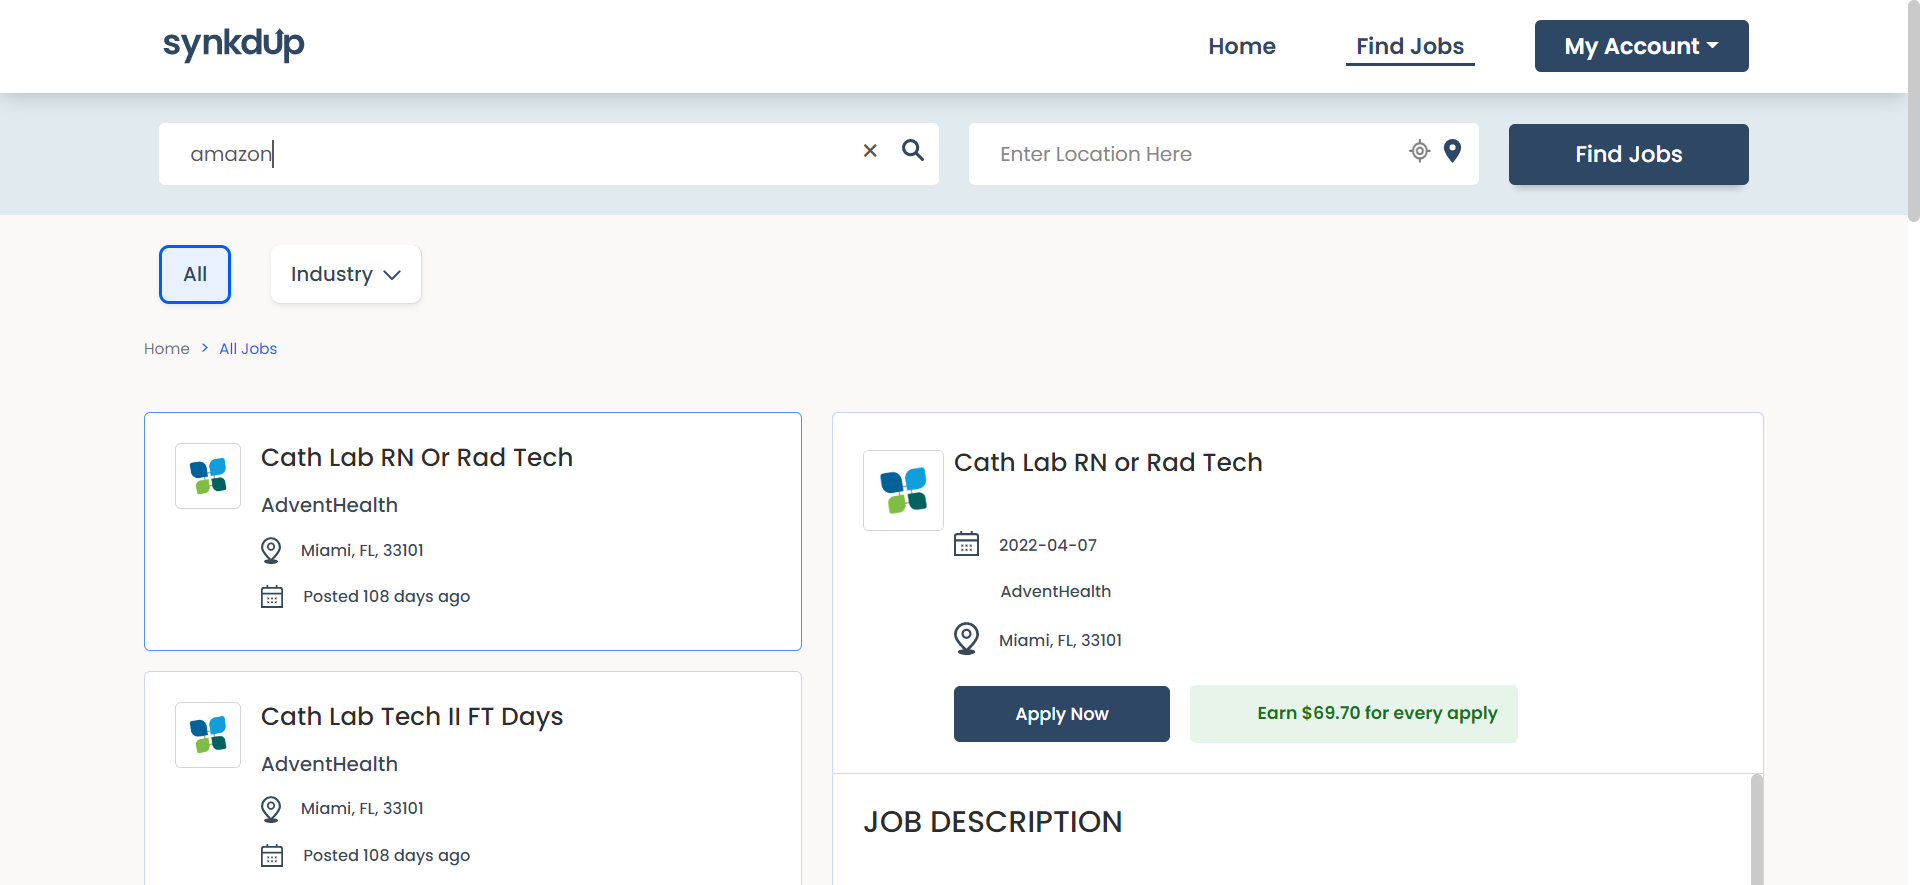 synkdup
Home
Find Jobs
My Account
amazon
Enter Location Here
Find Jobs
All
Industry
Home > All Jobs
Cath Lab RN Or Rad Tech
AdventHealth
Miami, FL, 33101
Posted 108 days ago
Cath Lab Tech II FT Days
AdventHealth
Miami, FL, 33101
Posted 108 days ago
Cath Lab RN or Rad Tech
2022-04-07
AdventHealth
Miami, FL, 33101
Apply Now
Earn $69.70 for every apply
JOB DESCRIPTION